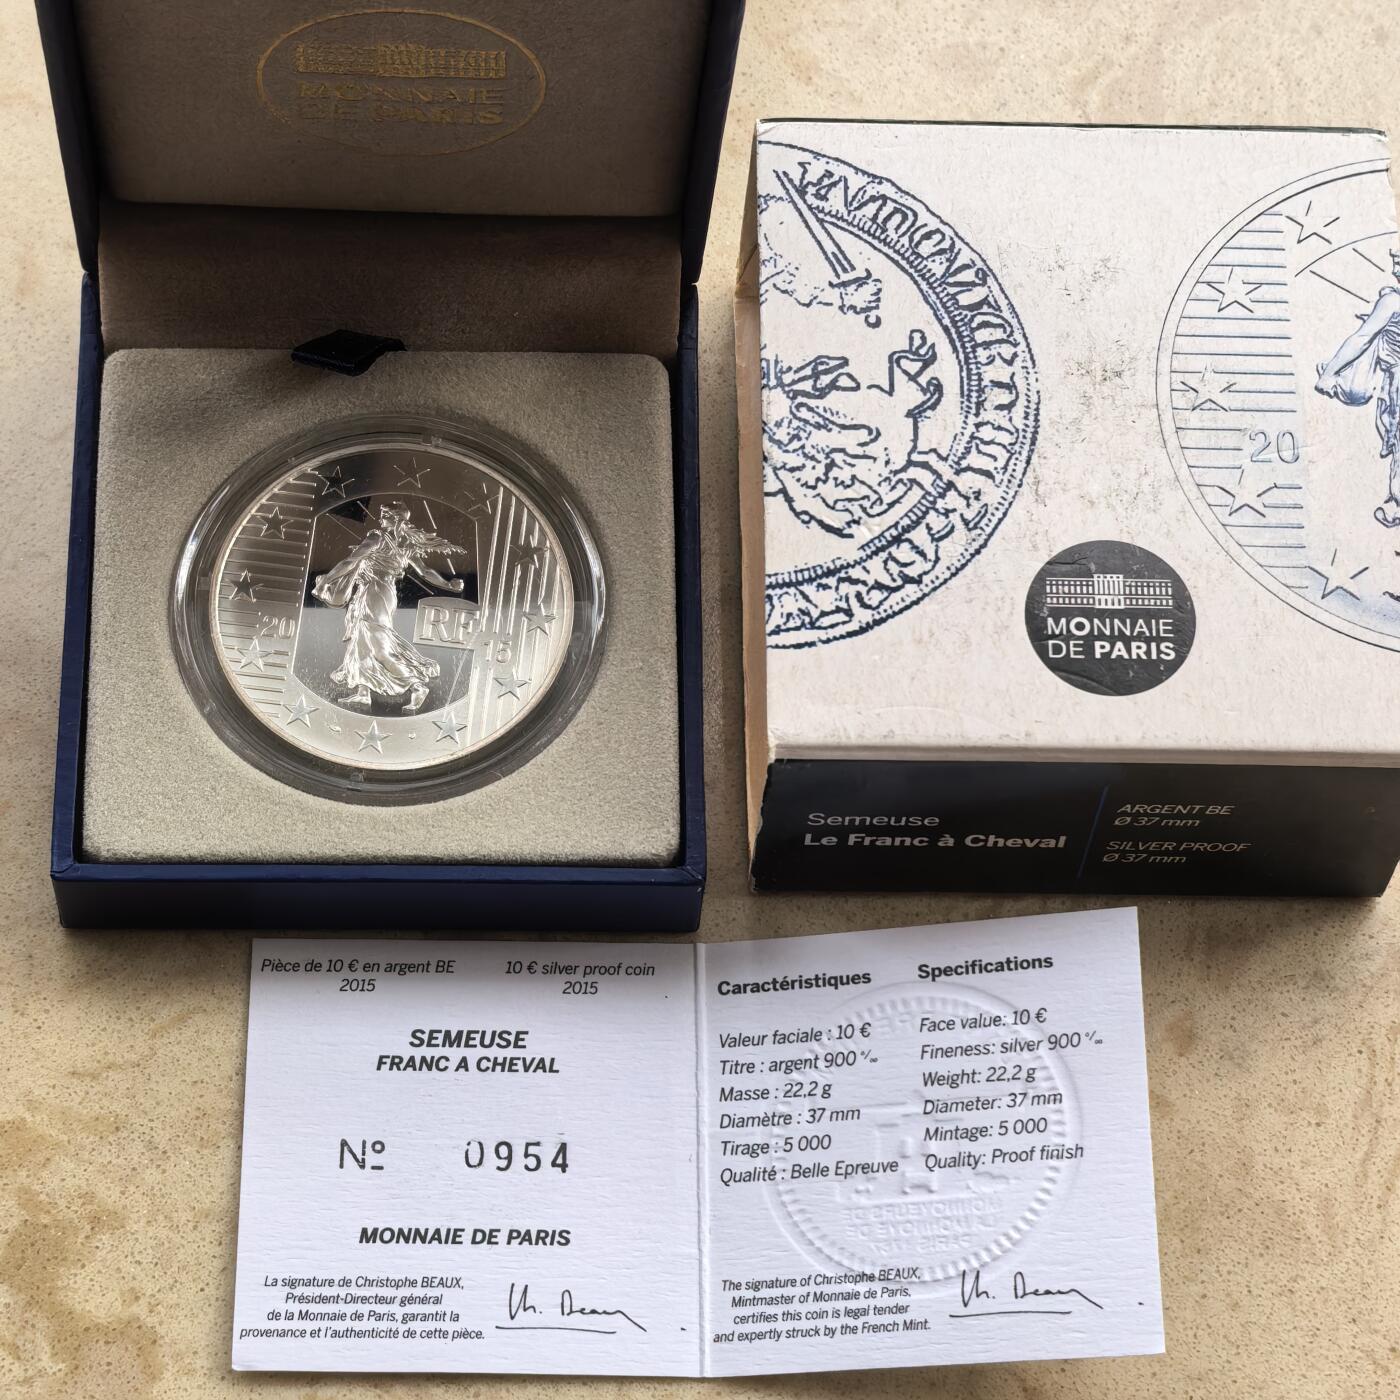 MONNAIE
DE PARIS
20
RF
15
20
MONNAIE
DE PARIS
Semeuse
Le Franc à Cheval
ARGENT BE
Ø 37 mm
SILVER PROOF
Ø 37 mm
Pièce de 10 € en argent BE
2015
10 € silver proof coin
2015
SEMEUSE
FRANC A CHEVAL
Nº 0954
MONNAIE DE PARIS
La signature de Christophe BEAUX,
Président-Directeur général
de la Monnaie de Paris, garantit la
provenance et l'authenticité de cette pièce.
Ch. Beaux
Caractéristiques
Valeur faciale : 10 €
Titre : argent 900 °/∞
Masse : 22,2 g
Diamètre : 37 mm
Tirage : 5 000
Qualité : Belle Epreuve
Specifications
Face value: 10 €
Fineness: silver 900 °/∞
Weight: 22,2 g
Diameter: 37 mm
Mintage: 5 000
Quality: Proof finish
The signature of Christophe BEAUX,
Mintmaster of Monnaie de Paris,
certifies this coin is legal tender
and expertly struck by the French Mint.
Ch. Beaux